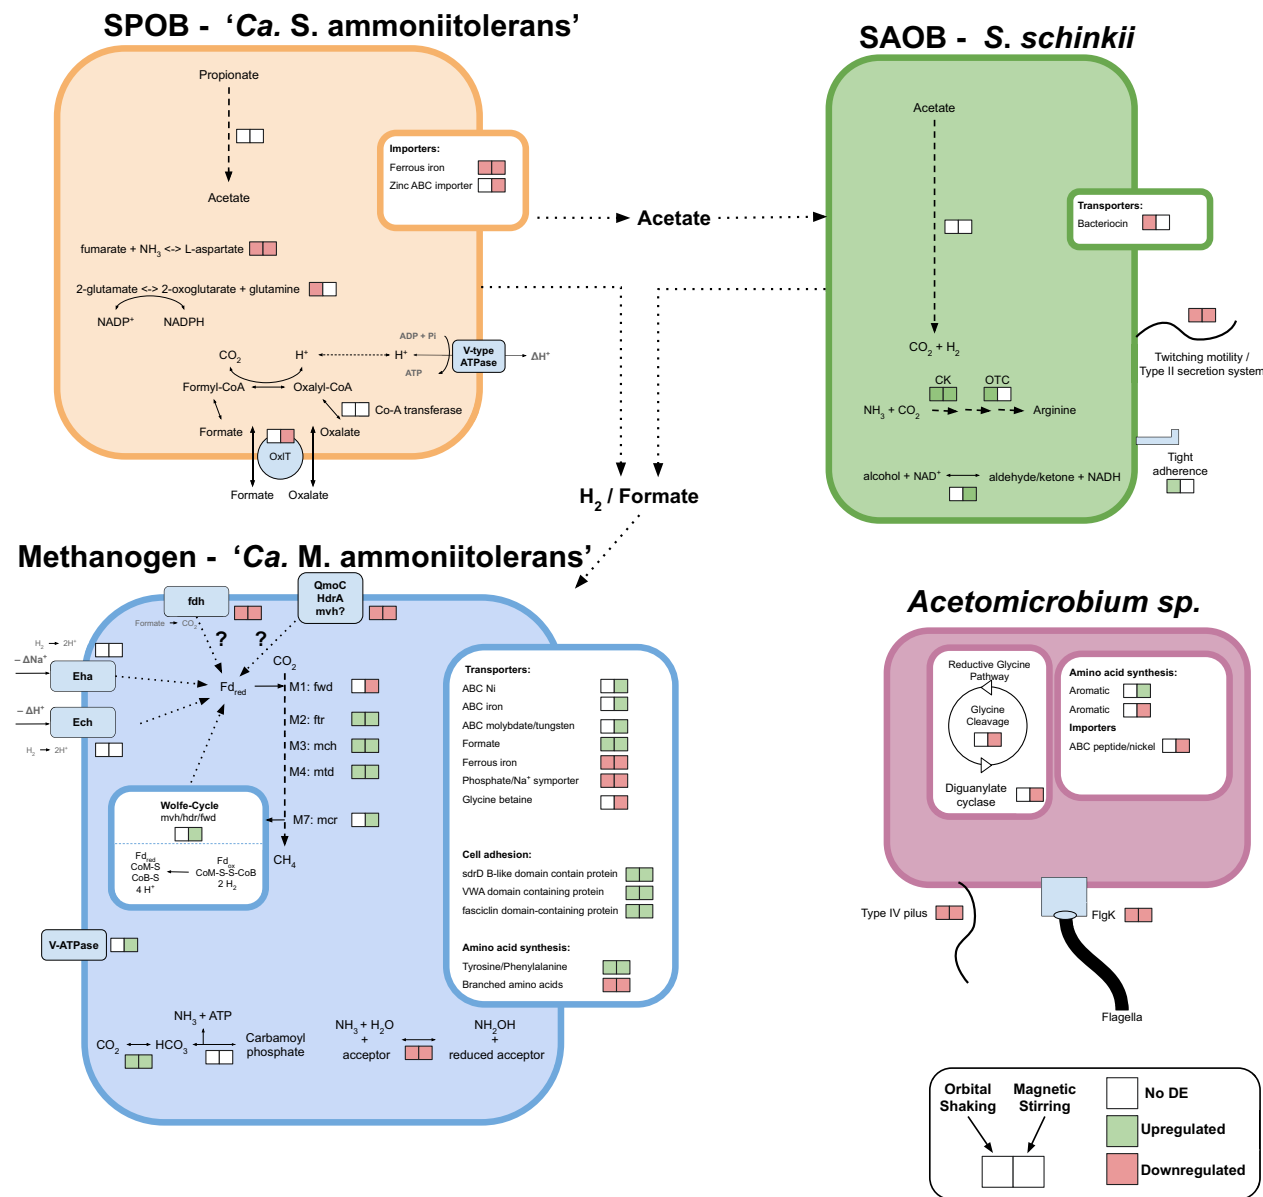 SPOB - ‘Ca. S. ammoniitolerans’
Propionate
Acetate
fumarate + NH3 <-> L-aspartate
2-glutamate <-> 2-oxoglutarate + glutamine
NADP+ NADPH
Importers:
Ferrous iron
Zinc ABC importer
CO2 H+ H+
ADP + Pi
ATP
V-type
ATPase
ΔH+
Formyl-CoA Oxalyl-CoA
Co-A transferase
Formate Oxalate
OxlT
Formate Oxalate
Acetate
H2 / Formate
SAOB - S. schinkii
Acetate
CO2 + H2
CK OTC
NH3 + CO2 Arginine
alcohol + NAD+ aldehyde/ketone + NADH
Transporters:
Bacteriocin
Twitching motility /
Type II secretion system
Tight
adherence
Methanogen - ‘Ca. M. ammoniitolerans’
fdh
Formate CO2
QmoC
HdrA
mvh?
? ?
H2 2H+
– ΔNa+
Eha
– ΔH+
Ech
H2 2H+
Fdred
CO2
M1: fwd
M2: ftr
M3: mch
M4: mtd
M7: mcr
CH4
Wolfe-Cycle
mvh/hdr/fwd
Fdred
CoM-S
CoB-S
4 H+
Fdox
CoM-S-S-CoB
2 H2
V-ATPase
Transporters:
ABC Ni
ABC iron
ABC molybdate/tungsten
Formate
Ferrous iron
Phosphate/Na+ symporter
Glycine betaine
Cell adhesion:
sdrD B-like domain contain protein
VWA domain containing protein
fasciclin domain-containing protein
Amino acid synthesis:
Tyrosine/Phenylalanine
Branched amino acids
NH3 + ATP
CO2 HCO3
Carbamoyl
phosphate
NH3 + H2O
+
acceptor
NH2OH
+
reduced acceptor
Acetomicrobium sp.
Reductive Glycine
Pathway
Glycine
Cleavage
Diguanylate
cyclase
Amino acid synthesis:
Aromatic
Aromatic
Importers
ABC peptide/nickel
Type IV pilus
FlgK
Flagella
Orbital
Shaking
Magnetic
Stirring
No DE
Upregulated
Downregulated